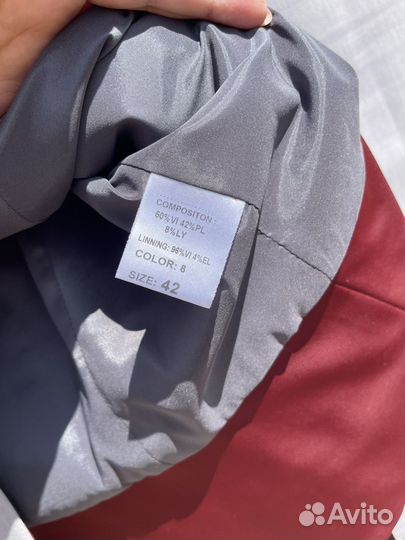 COMPOSITON :
60%VI 42%PL
8%LY
LINNING: 96%VI 4%EL
COLOR: 8
SIZE: 42
Avito